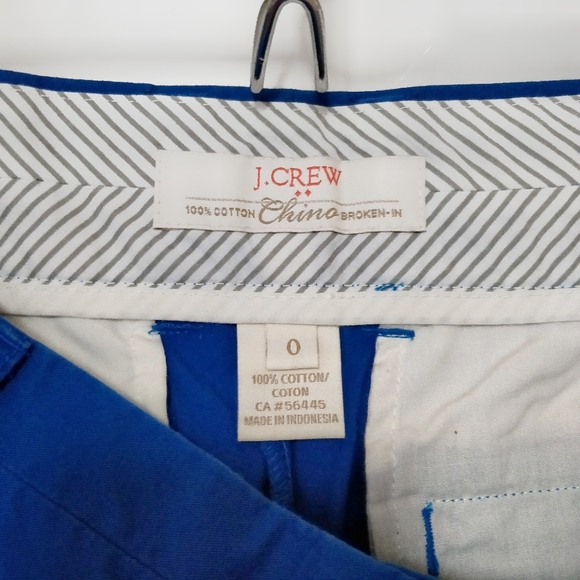 J.CREW
100% COTTON Chino BROKEN-IN
0
100% COTTON/
COTON
CA #56445
MADE IN INDONESIA